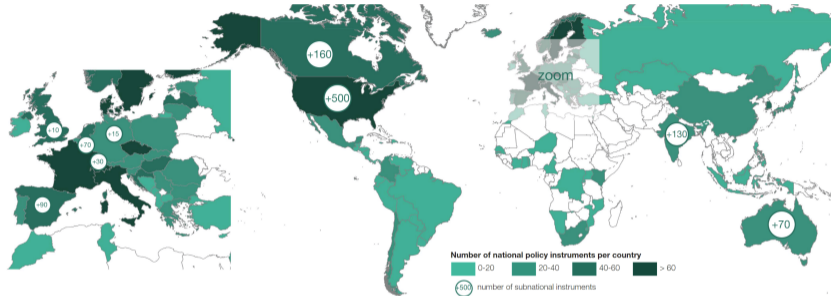 +160
+500
zoom
+10
+15
+70
+30
+90
+130
+70
Number of national policy instruments per country
0-20 20-40 40-60 > 60
+500 number of subnational instruments